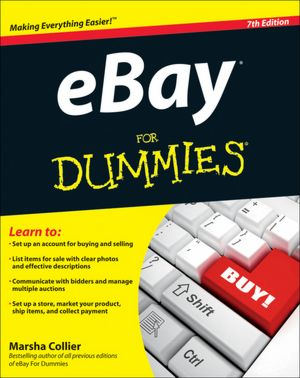 Making Everything Easier!™
7th Edition
eBay®
FOR
DUMMIES®
Learn to:
• Set up an account for buying and selling
• List items for sale with clear photos
and effective descriptions
• Communicate with bidders and manage
multiple auctions
• Set up a store, market your product,
ship items, and collect payment
BUY!
Shift
Ctrl
Marsha Collier
Bestselling author of all previous editions
of eBay For Dummies